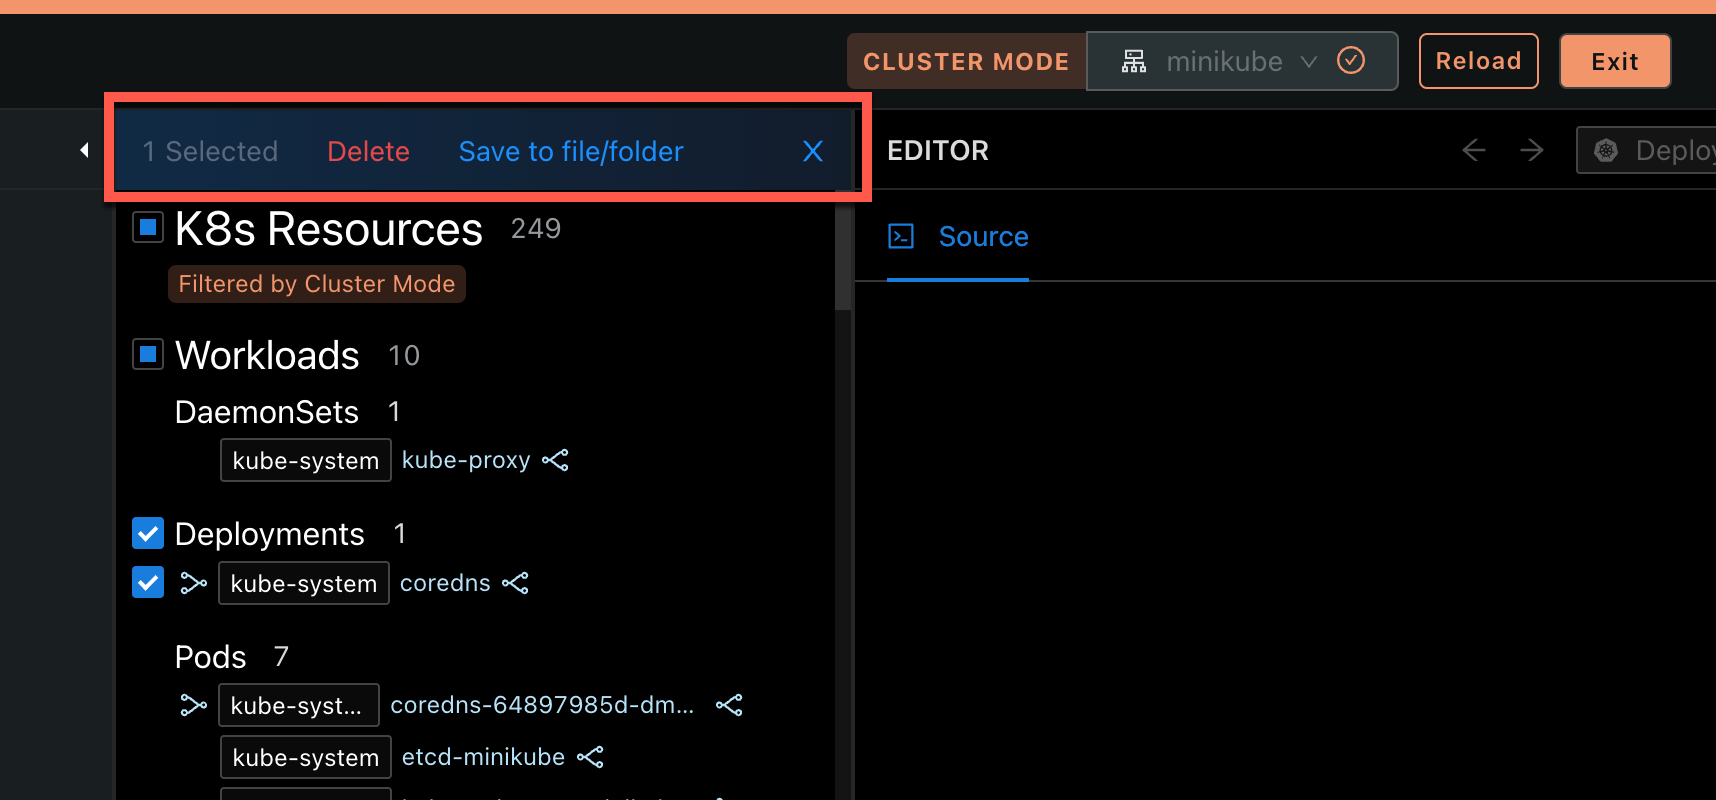 CLUSTER MODE minikube Reload Exit
1 Selected Delete Save to file/folder X
EDITOR
K8s Resources 249
Source
Filtered by Cluster Mode
Workloads 10
DaemonSets 1
kube-system kube-proxy
Deployments 1
kube-system coredns
Pods 7
kube-syst... coredns-64897985d-dm...
kube-system etcd-minikube